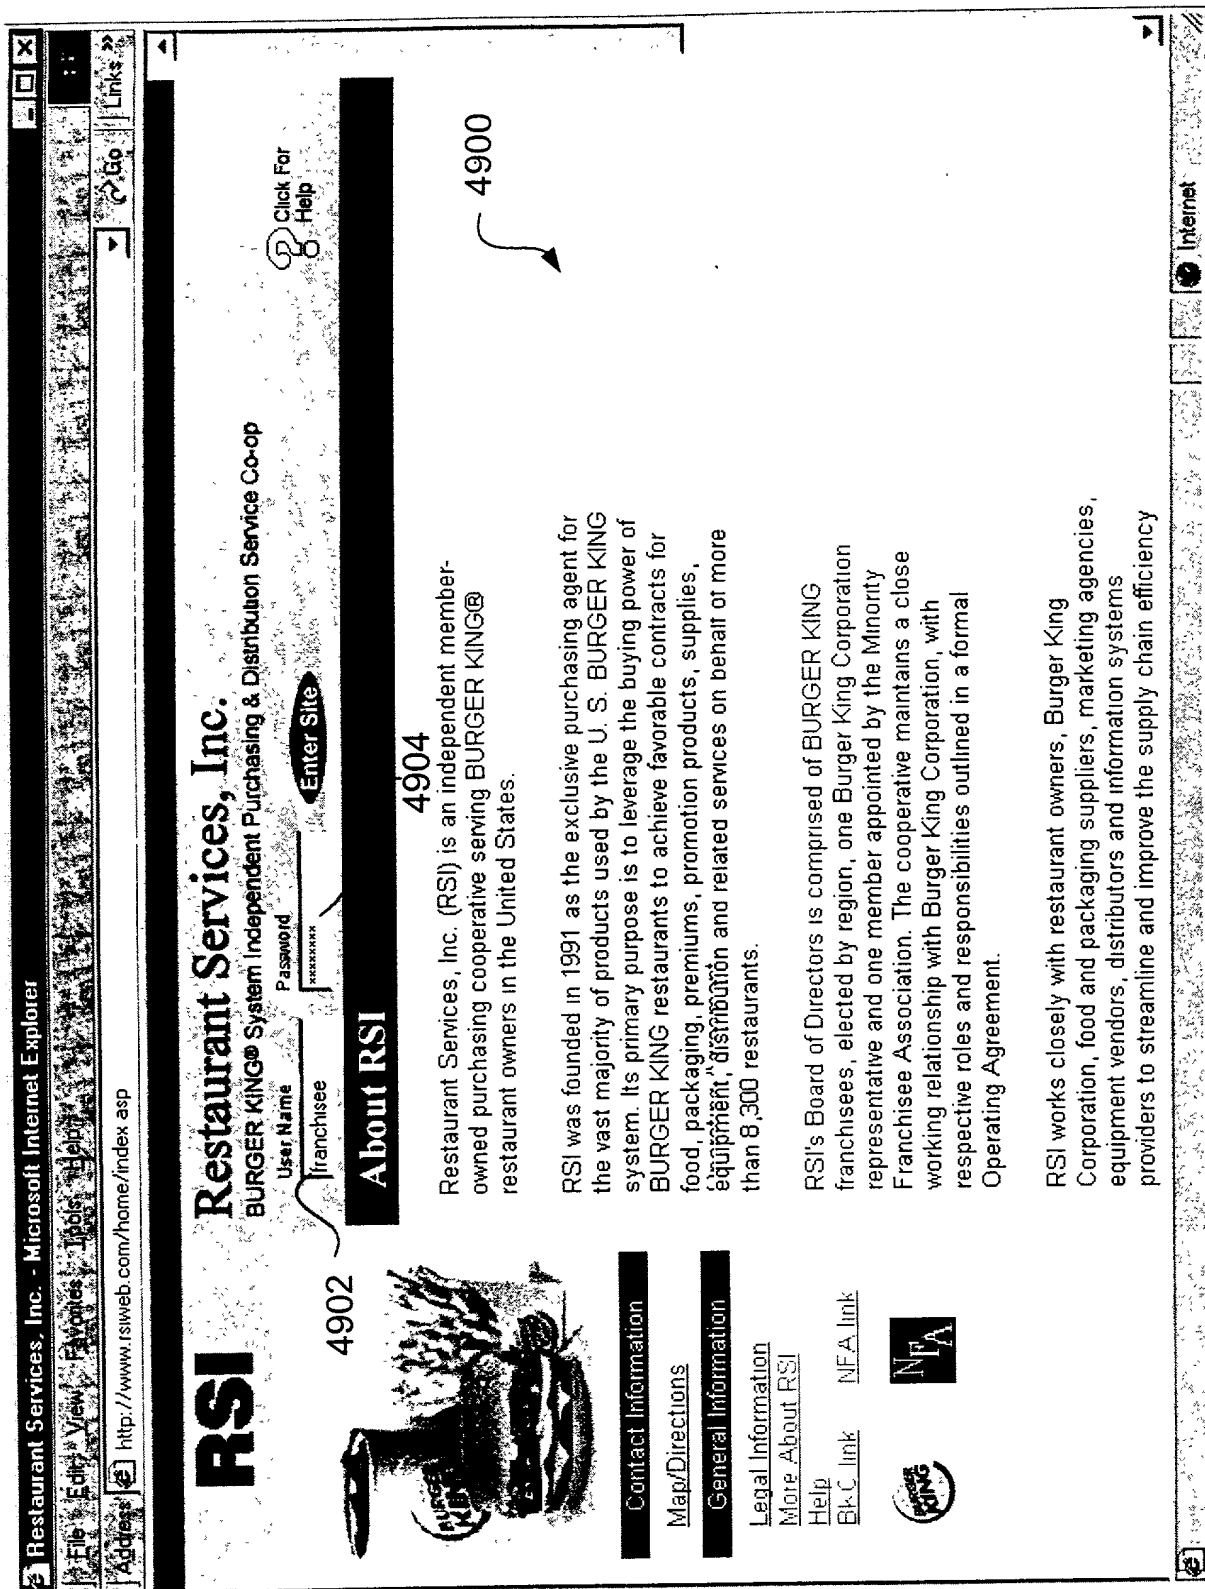 Restaurant Services, Inc. - Microsoft Internet Explorer
File Edit View Favorites Tools Help
Address http://www.rsiweb.com/home/index.asp Go Links »
RSI
Restaurant Services, Inc.
BURGER KING® System Independent Purchasing & Distribution Service Co-op
User Name
Password
franchisee
xxxxxxxx
Enter Site
Click For
Help
4902
4904
4900
About RSI
BURGER
KING
Contact Information
Map/Directions
General Information
Legal Information
More About RSI
Help
BKC link NFA link
BURGER
KING
NFA
Restaurant Services, Inc. (RSI) is an independent member-
owned purchasing cooperative serving BURGER KING®
restaurant owners in the United States.
RSI was founded in 1991 as the exclusive purchasing agent for
the vast majority of products used by the U. S. BURGER KING
system. Its primary purpose is to leverage the buying power of
BURGER KING restaurants to achieve favorable contracts for
food, packaging, premiums, promotion products, supplies,
equipment, distribution and related services on behalf of more
than 8,300 restaurants.
RSI's Board of Directors is comprised of BURGER KING
franchisees, elected by region, one Burger King Corporation
representative and one member appointed by the Minority
Franchisee Association. The cooperative maintains a close
working relationship with Burger King Corporation, with
respective roles and responsibilities outlined in a formal
Operating Agreement.
RSI works closely with restaurant owners, Burger King
Corporation, food and packaging suppliers, marketing agencies,
equipment vendors, distributors and information systems
providers to streamline and improve the supply chain efficiency
Internet